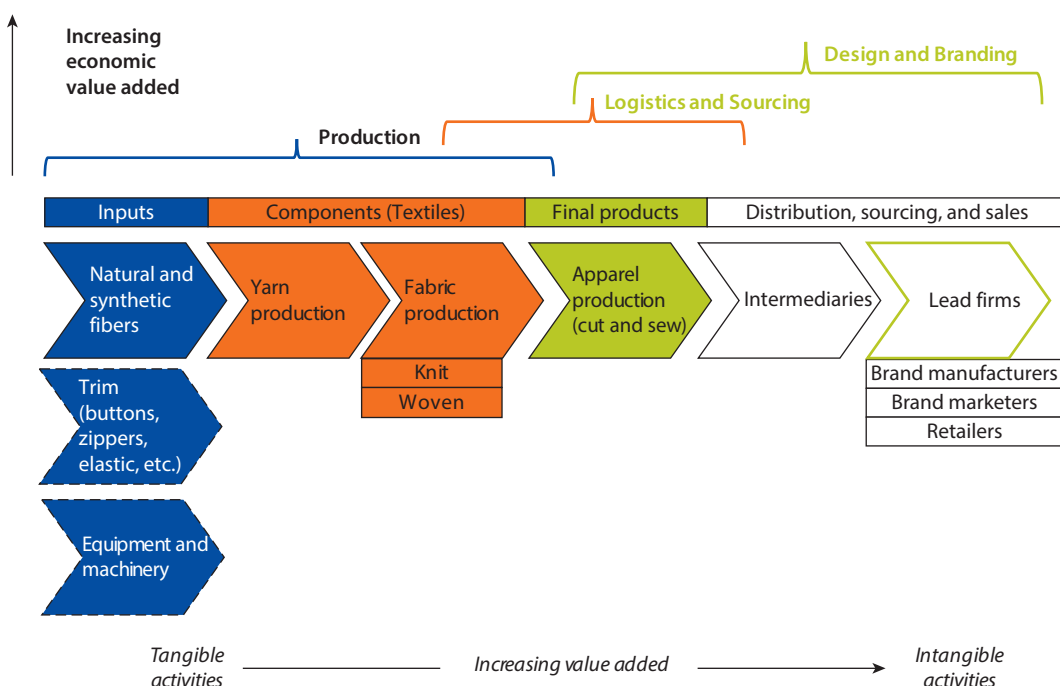 Increasing
economic
value added
Design and Branding
Logistics and Sourcing
Production
Inputs
Components (Textiles)
Final products
Distribution, sourcing, and sales
Natural and
synthetic
fibers
Yarn
production
Fabric
production
Apparel
production
(cut and sew)
Intermediaries
Lead firms
Knit
Woven
Brand manufacturers
Brand marketers
Retailers
Trim
(buttons,
zippers,
elastic, etc.)
Equipment and
machinery
Tangible
activities
Increasing value added
Intangible
activities